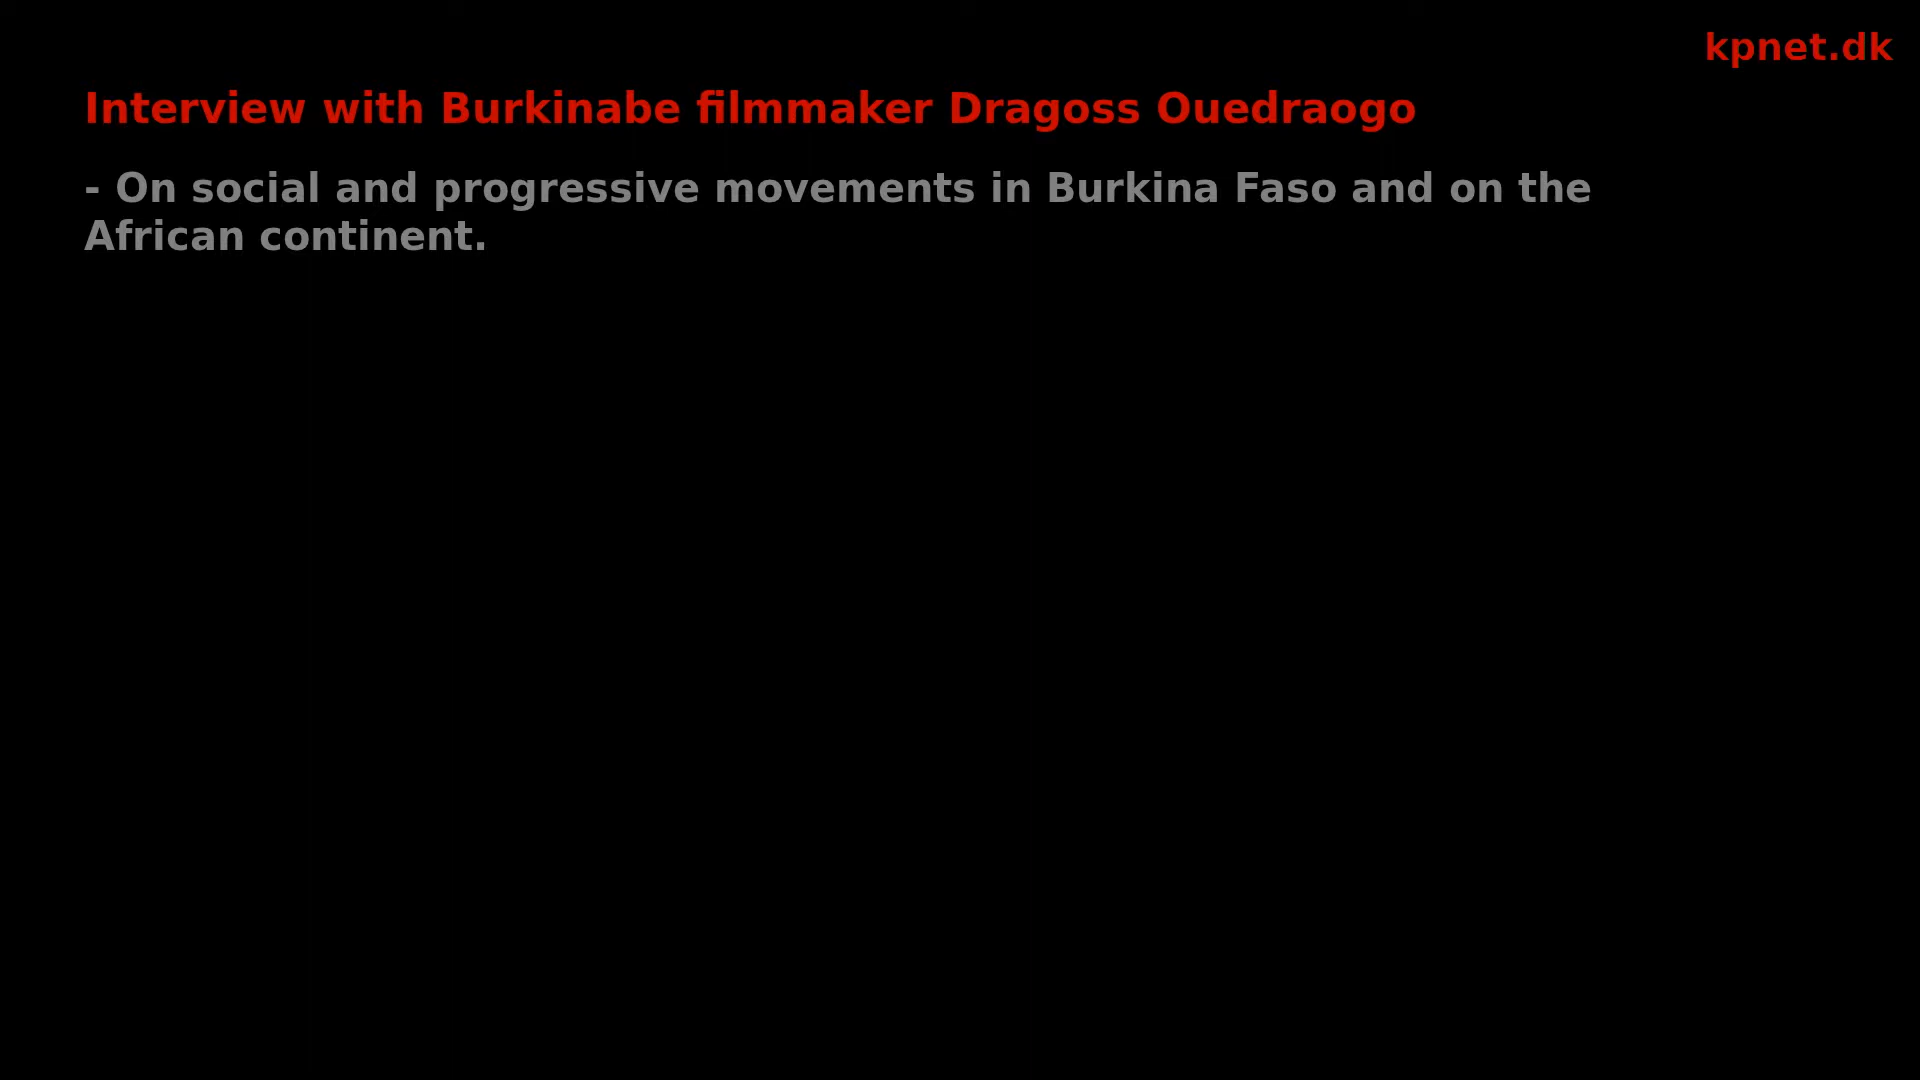 kpnet.dk
Interview with Burkinabe filmmaker Dragoss Ouedraogo
- On social and progressive movements in Burkina Faso and on the
African continent.